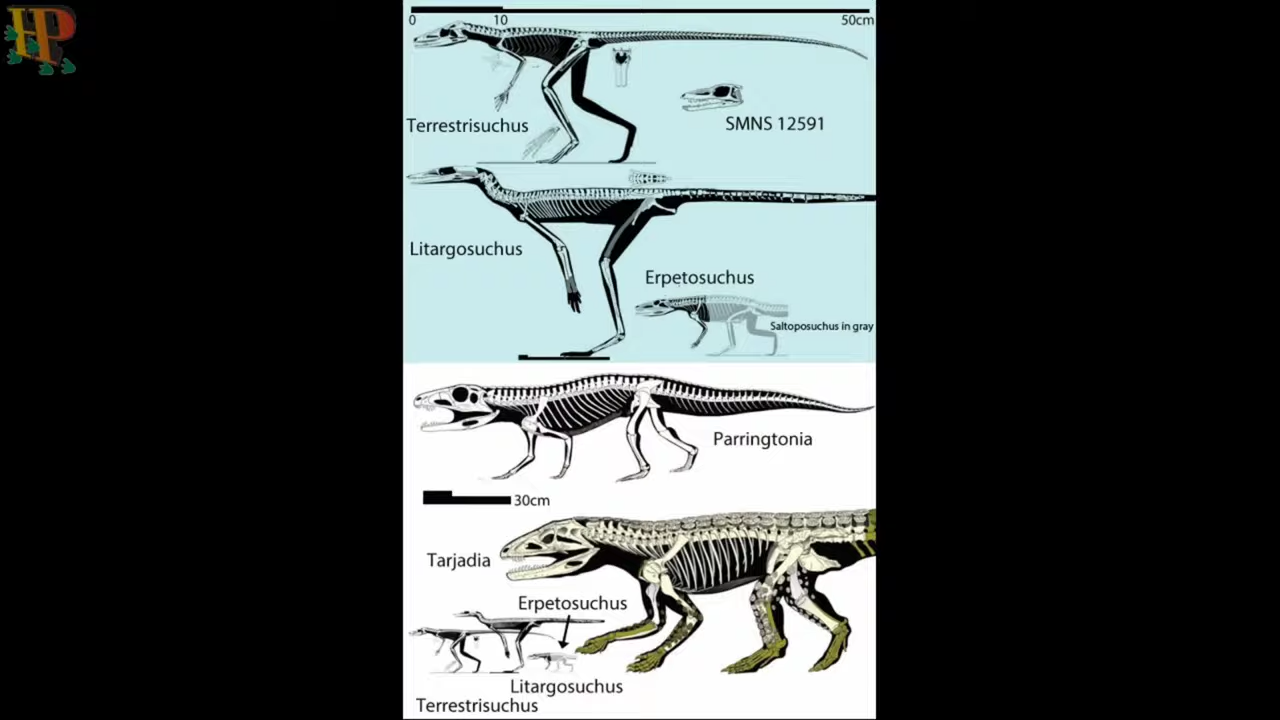 HP
0 10 50cm
Terrestrisuchus
SMNS 12591
Litargosuchus
Erpetosuchus
Saltoposuchus in gray
Parringtonia
30cm
Tarjadia
Erpetosuchus
Litargosuchus
Terrestrisuchus